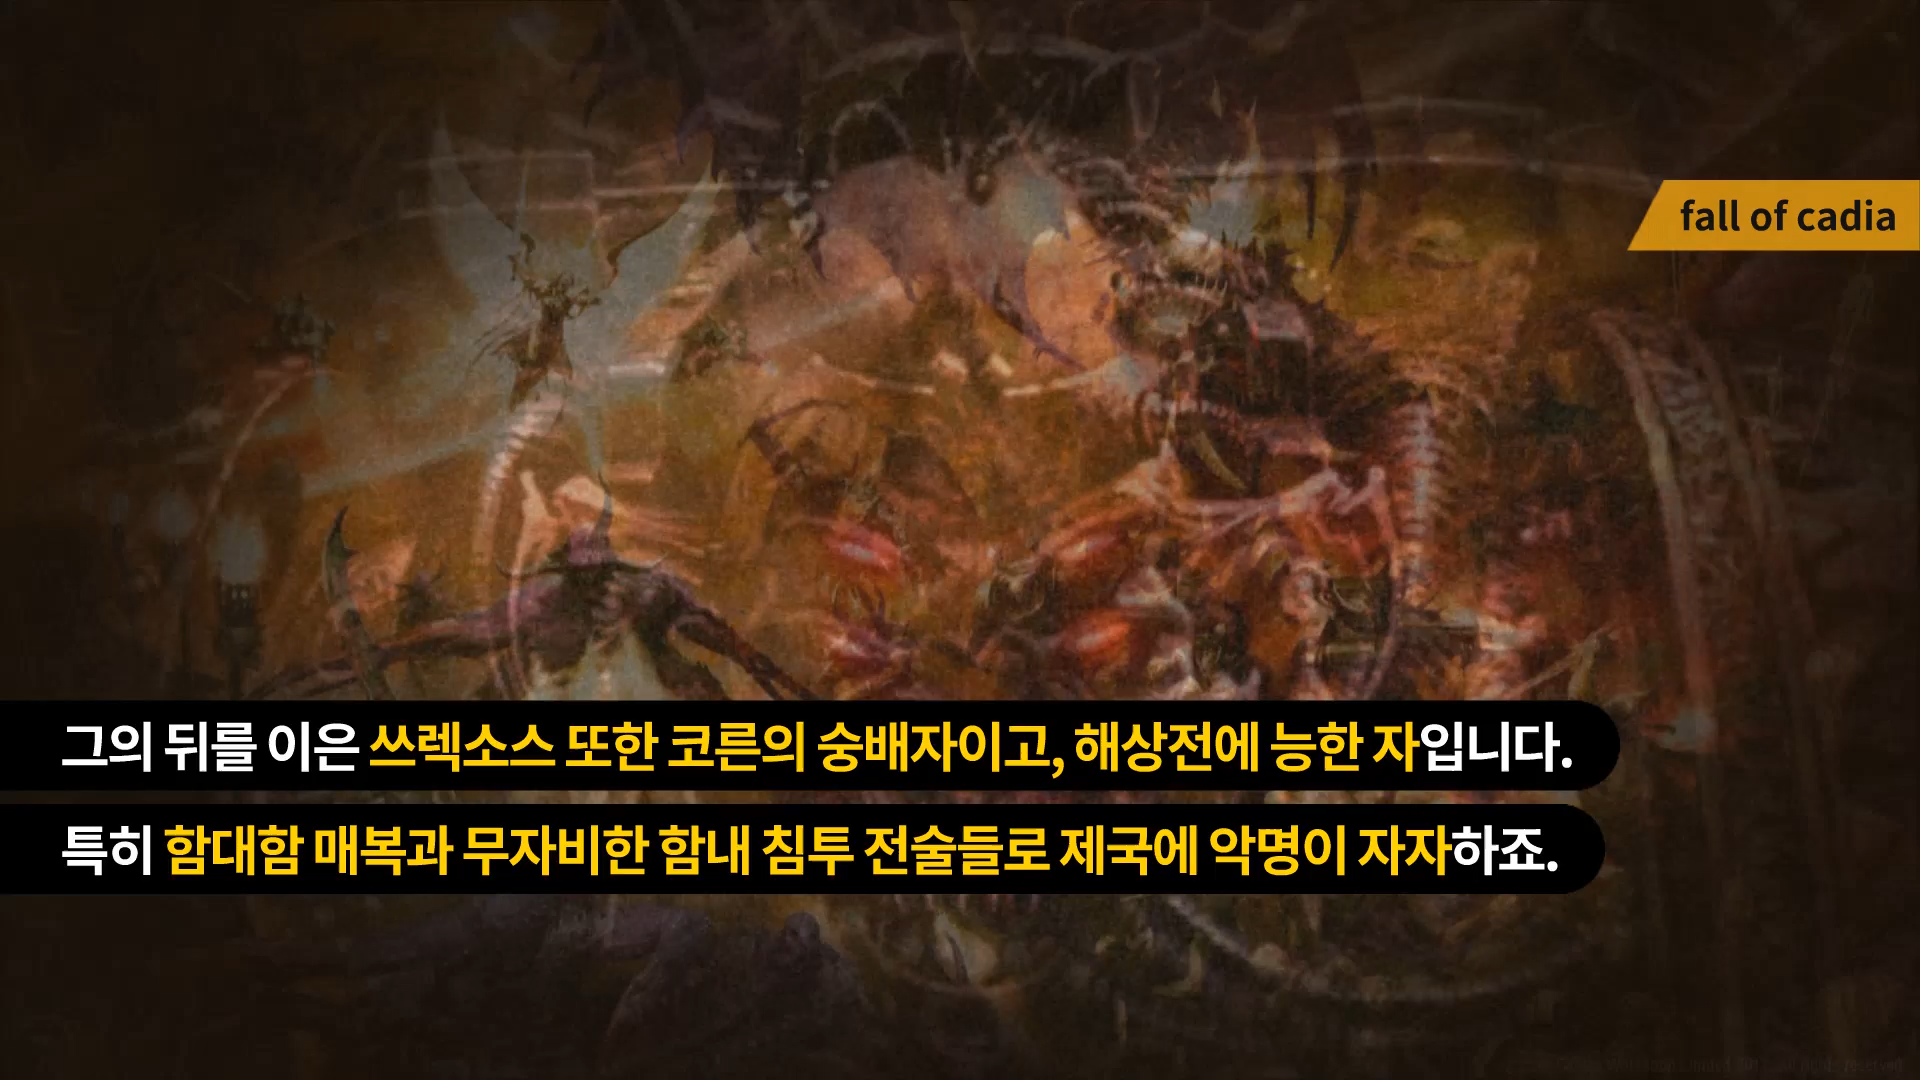 fall of cadia
그의 뒤를 이은 쓰렉소스 또한 코른의 숭배자이고, 해상전에 능한 자입니다.
특히 함대함 매복과 무자비한 함내 침투 전술들로 제국에 악명이 자자하죠.